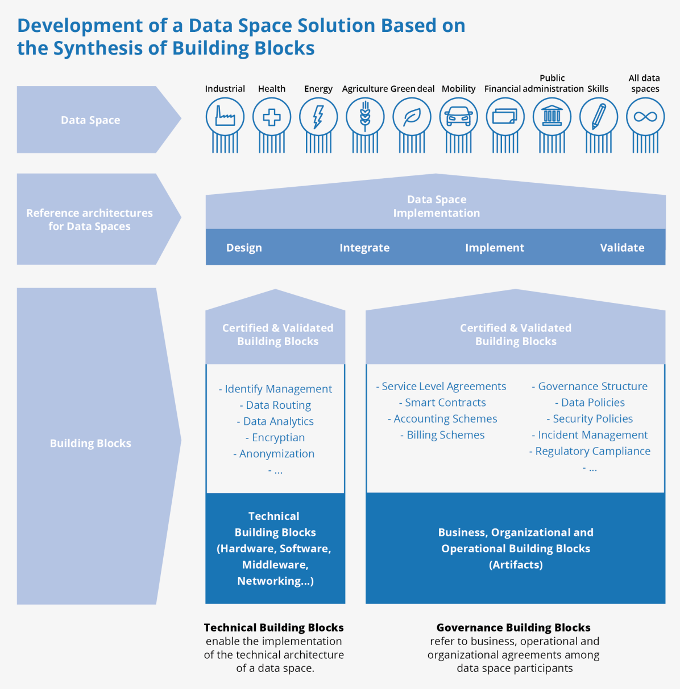 Development of a Data Space Solution Based on
the Synthesis of Building Blocks
Data Space
Industrial
Health
Energy
Agriculture
Green deal
Mobility
Financial
Public
administration
Skills
All data
spaces
Reference architectures
for Data Spaces
Data Space
Implementation
Design
Integrate
Implement
Validate
Building Blocks
Certified & Validated
Building Blocks
- Identify Management
- Data Routing
- Data Analytics
- Encryptian
- Anonymization
- ...
Technical
Building Blocks
(Hardware, Software,
Middleware,
Networking...)
Technical Building Blocks
enable the implementation
of the technical architecture
of a data space.
Certified & Validated
Building Blocks
- Service Level Agreements
- Smart Contracts
- Accounting Schemes
- Billing Schemes
- Governance Structure
- Data Policies
- Security Policies
- Incident Management
- Regulatory Campliance
- ...
Business, Organizational and
Operational Building Blocks
(Artifacts)
Governance Building Blocks
refer to business, operational and
organizational agreements among
data space participants